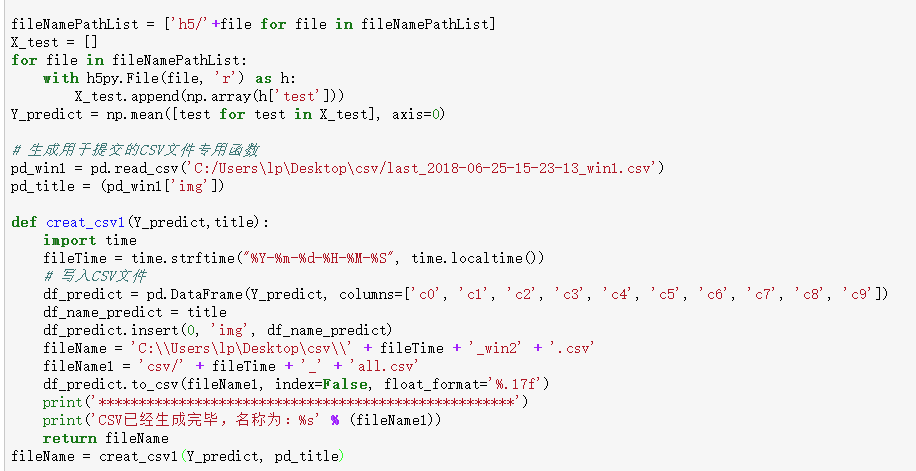 fileNamePathList = ['h5/'+file for file in fileNamePathList]
X_test = []
for file in fileNamePathList:
    with h5py.File(file, 'r') as h:
        X_test.append(np.array(h['test']))
Y_predict = np.mean([test for test in X_test], axis=0)

# 生成用于提交的CSV文件专用函数
pd_win1 = pd.read_csv('C:/Users\lp\Desktop\csv/last_2018-06-25-15-23-13_win1.csv')
pd_title = (pd_win1['img'])

def creat_csv1(Y_predict,title):
    import time
    fileTime = time.strftime("%Y-%m-%d-%H-%M-%S", time.localtime())
    # 写入CSV文件
    df_predict = pd.DataFrame(Y_predict, columns=['c0', 'c1', 'c2', 'c3', 'c4', 'c5', 'c6', 'c7', 'c8', 'c9'])
    df_name_predict = title
    df_predict.insert(0, 'img', df_name_predict)
    fileName = 'C:\\Users\lp\Desktop\csv\\' + fileTime + '_win2' + '.csv'
    fileName1 = 'csv/' + fileTime + '_' + 'all.csv'
    df_predict.to_csv(fileName1, index=False, float_format='%.17f')
    print('****************************************************')
    print('CSV已经生成完毕，名称为：%s' % (fileName1))
    return fileName
fileName = creat_csv1(Y_predict, pd_title)